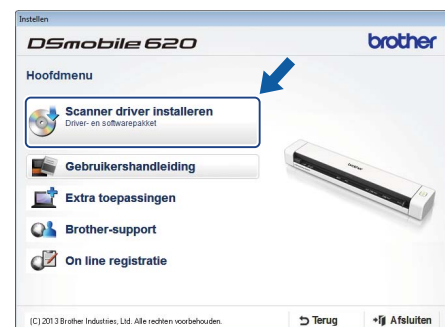 Instellen
DSmobile 620
brother
Hoofdmenu
Scanner driver installeren
Driver- en softwarepakket
Gebruikershandleiding
Extra toepassingen
Brother-support
On line registratie
brother
(C) 2013 Brother Industries, Ltd. Alle rechten voorbehouden.
Terug
Afsluiten